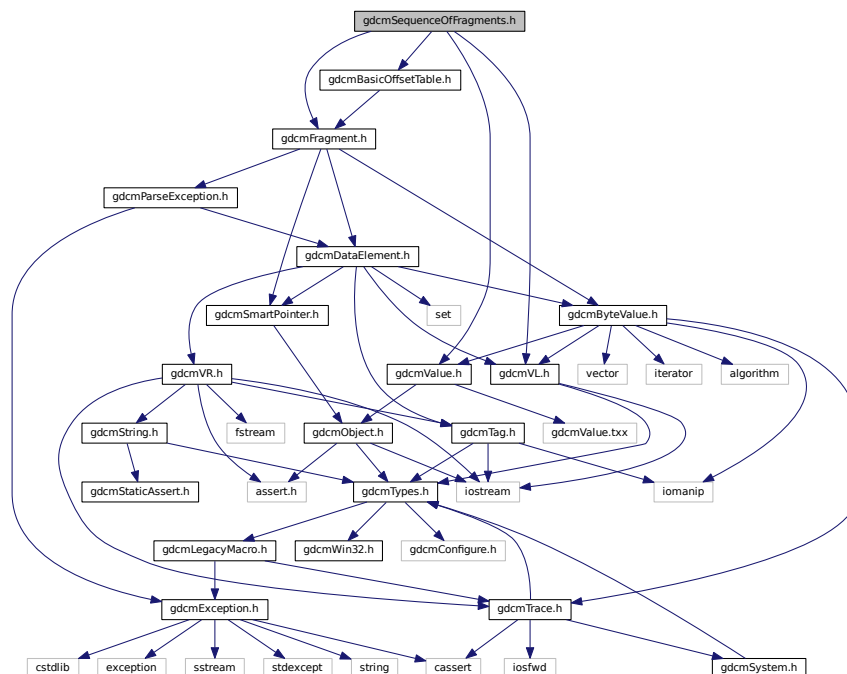 gdcmSequenceOfFragments.h
gdcmBasicOffsetTable.h
gdcmFragment.h
gdcmParseException.h
gdcmDataElement.h
gdcmSmartPointer.h
set
gdcmByteValue.h
gdcmVR.h
gdcmValue.h
gdcmVL.h
vector
iterator
algorithm
gdcmString.h
fstream
gdcmObject.h
gdcmTag.h
gdcmValue.txx
gdcmStaticAssert.h
assert.h
gdcmTypes.h
iostream
iomanip
gdcmLegacyMacro.h
gdcmWin32.h
gdcmConfigure.h
gdcmException.h
gdcmTrace.h
cstdlib
exception
sstream
stdexcept
string
cassert
iosfwd
gdcmSystem.h